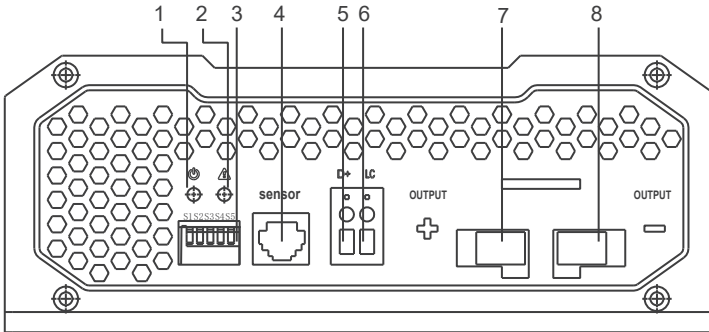 1 2 3 4 5 6 7 8
D+ LC
sensor OUTPUT OUTPUT
S1S2S3S4S5